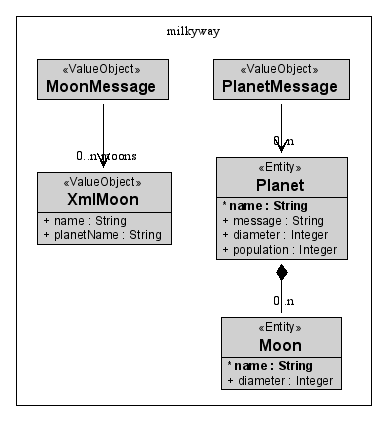 milkyway
«ValueObject»
MoonMessage
«ValueObject»
PlanetMessage
0..n moons
0..n
«ValueObject»
XmlMoon
+ name : String
+ planetName : String
«Entity»
Planet
* name : String
+ message : String
+ diameter : Integer
+ population : Integer
0..n
«Entity»
Moon
* name : String
+ diameter : Integer